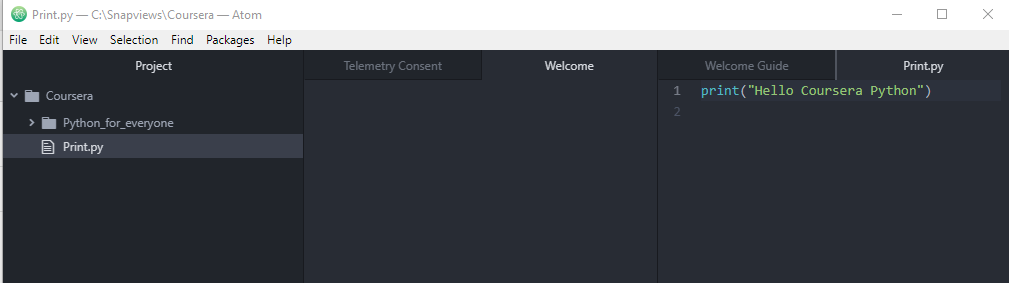 Print.py — C:\Snapviews\Coursera — Atom
File Edit View Selection Find Packages Help
Project
Coursera
Python_for_everyone
Print.py
Telemetry Consent Welcome
Welcome Guide Print.py
1 print("Hello Coursera Python")
2